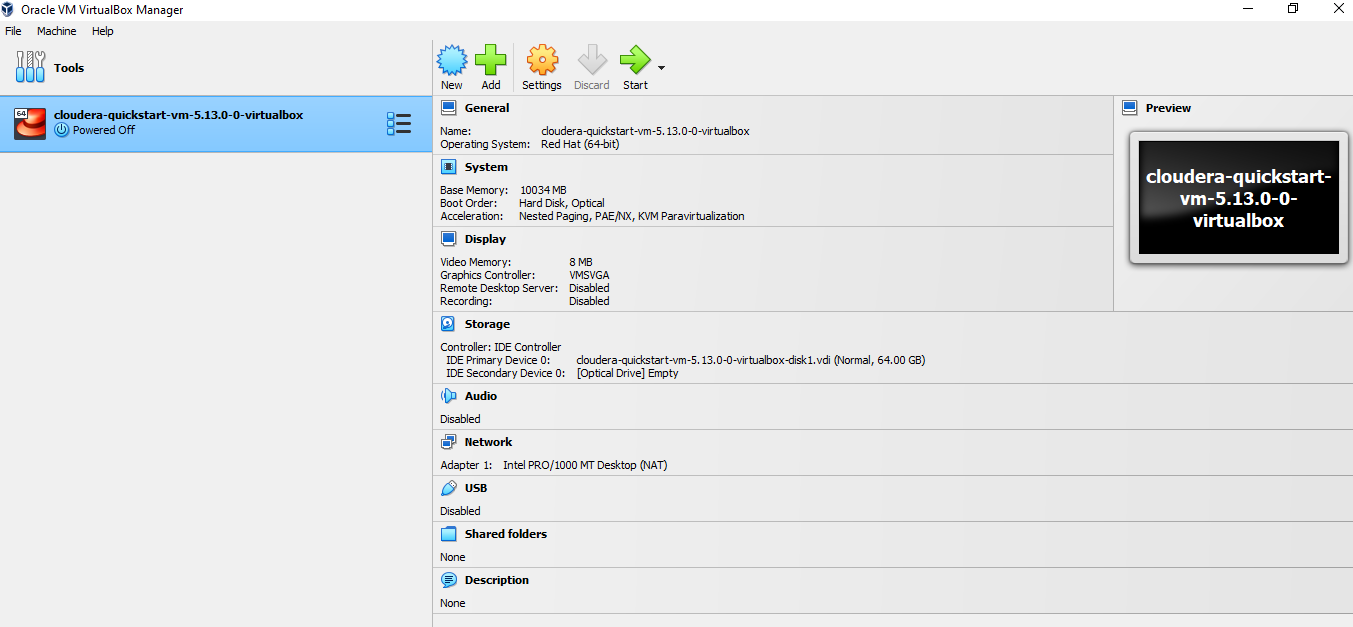 Oracle VM VirtualBox Manager
File Machine Help
Tools
New Add Settings Discard Start
64
cloudera-quickstart-vm-5.13.0-0-virtualbox
Powered Off
General
Name: cloudera-quickstart-vm-5.13.0-0-virtualbox
Operating System: Red Hat (64-bit)
System
Base Memory: 10034 MB
Boot Order: Hard Disk, Optical
Acceleration: Nested Paging, PAE/NX, KVM Paravirtualization
Display
Video Memory: 8 MB
Graphics Controller: VMSVGA
Remote Desktop Server: Disabled
Recording: Disabled
Preview
cloudera-quickstart-
vm-5.13.0-0-
virtualbox
Storage
Controller: IDE Controller
IDE Primary Device 0: cloudera-quickstart-vm-5.13.0-0-virtualbox-disk1.vdi (Normal, 64.00 GB)
IDE Secondary Device 0: [Optical Drive] Empty
Audio
Disabled
Network
Adapter 1: Intel PRO/1000 MT Desktop (NAT)
USB
Disabled
Shared folders
None
Description
None